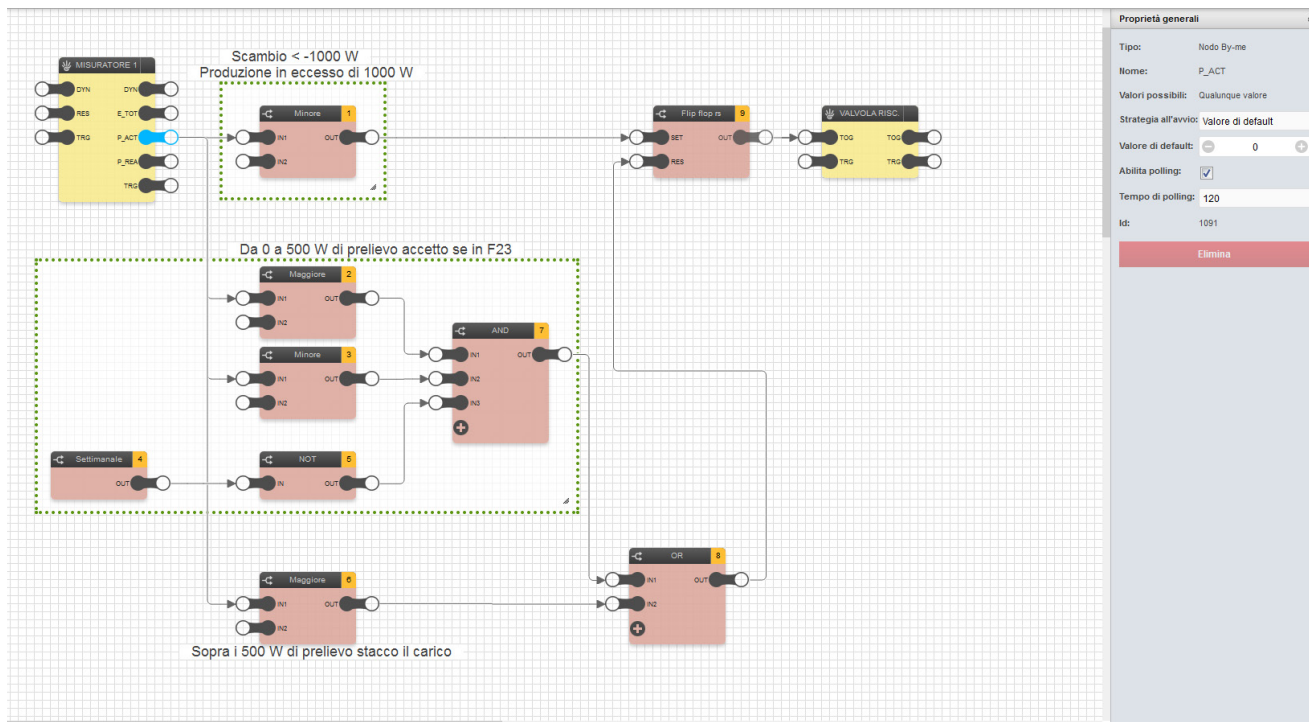 Scambio < -1000 W
Produzione in eccesso di 1000 W
MISURATORE 1
DYN DYN
RES E_TOT
TRG P_ACT
P_REA
TRG
Minore 1
IN1 OUT
IN2
Flip flop rs 9
SET OUT
RES
VALVOLA RISC.
TOG TOG
TRG TRG
Da 0 a 500 W di prelievo accetto se in F23
Maggiore 2
IN1 OUT
IN2
Minore 3
IN1 OUT
IN2
AND 7
IN1 OUT
IN2
IN3
Settimanale 4
OUT
NOT 5
IN OUT
Maggiore 6
IN1 OUT
IN2
OR 8
IN1 OUT
IN2
Sopra i 500 W di prelievo stacco il carico
Proprietà generali
Tipo: Nodo By-me
Nome: P_ACT
Valori possibili: Qualunque valore
Strategia all'avvio: Valore di default
Valore di default: 0
Abilita polling:
Tempo di polling: 120
Id: 1091
Elimina